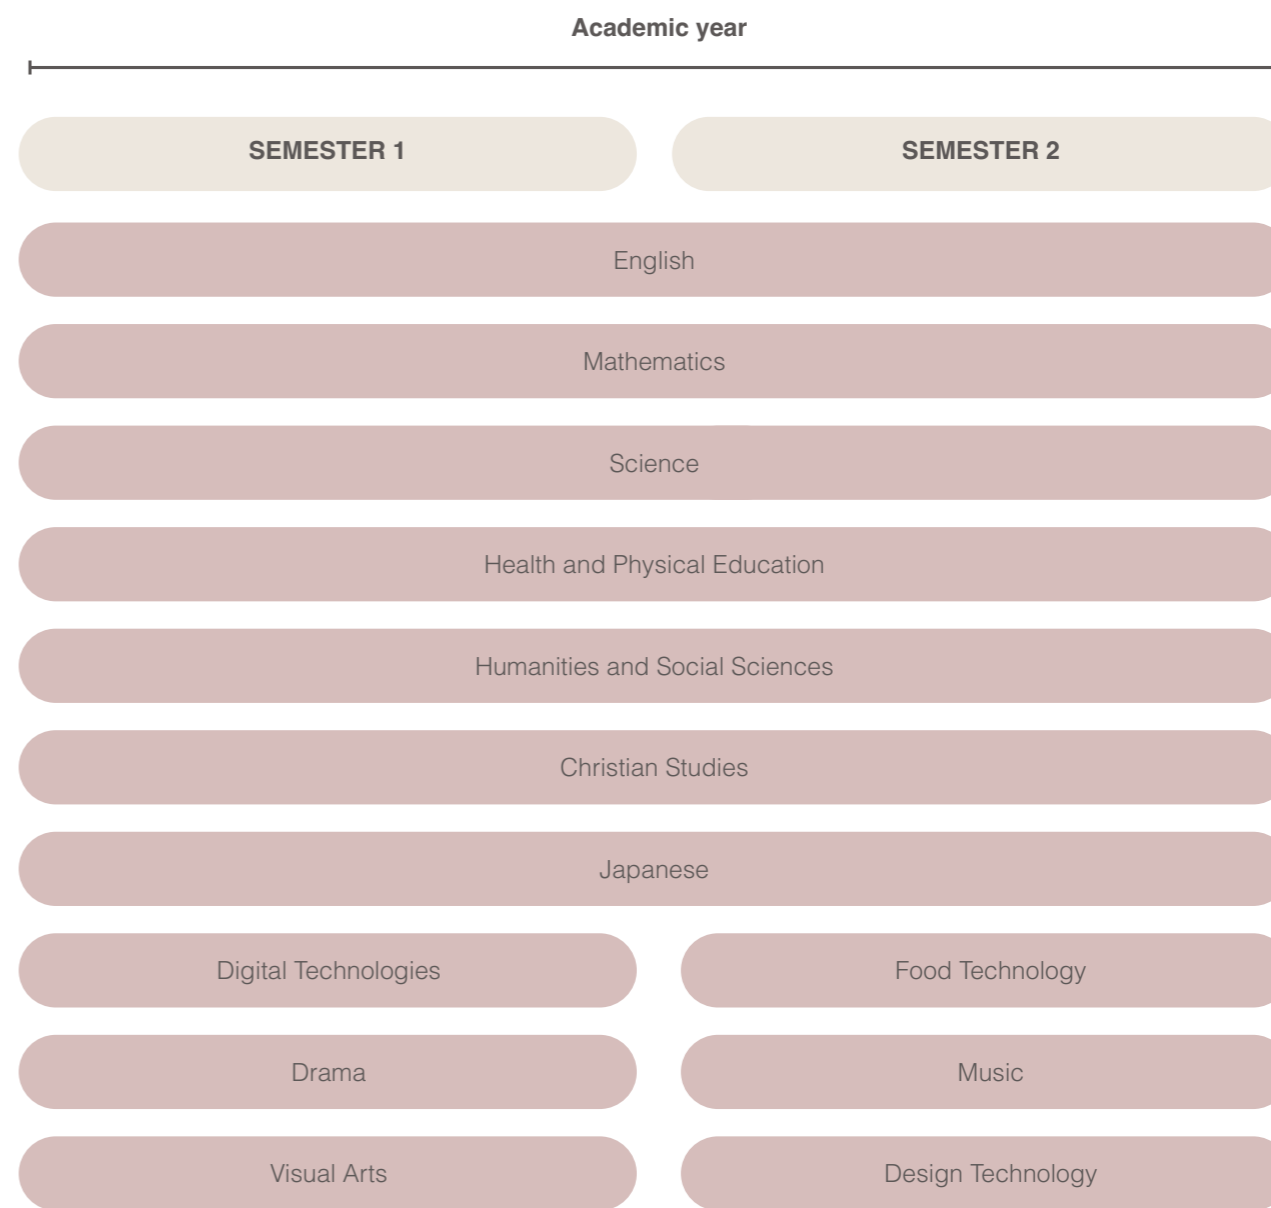 Academic year
SEMESTER 1
SEMESTER 2
English
Mathematics
Science
Health and Physical Education
Humanities and Social Sciences
Christian Studies
Japanese
Digital Technologies
Food Technology
Drama
Music
Visual Arts
Design Technology